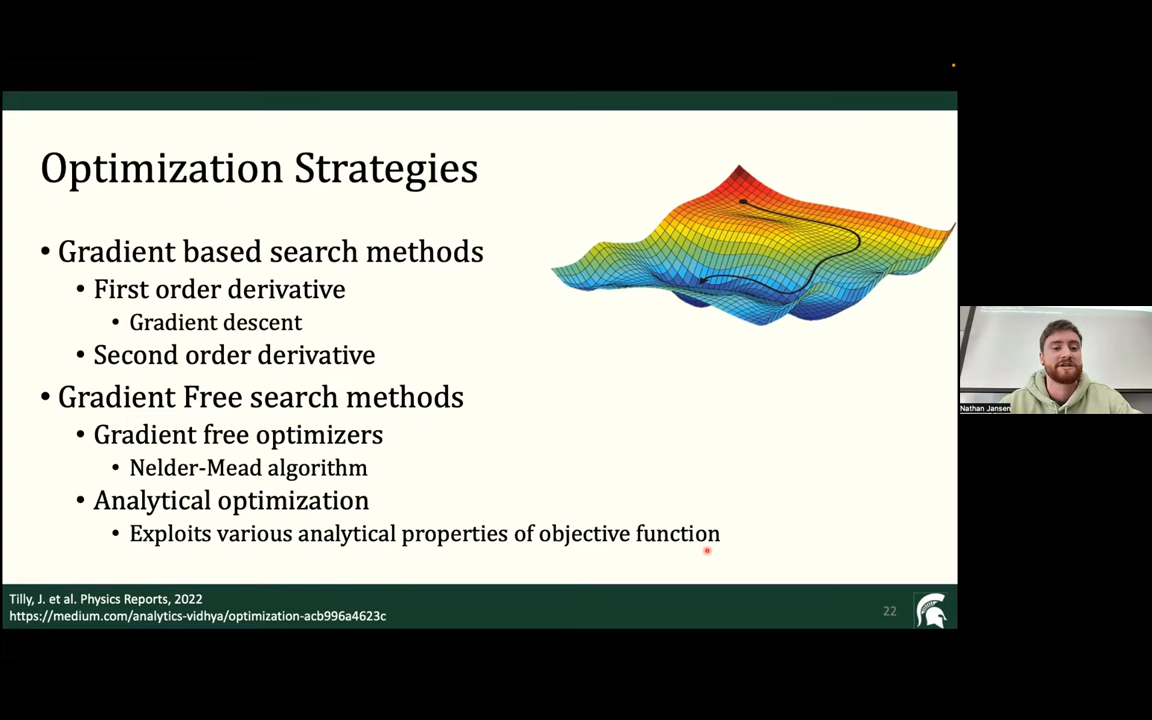 Optimization Strategies
• Gradient based search methods
• First order derivative
• Gradient descent
• Second order derivative
• Gradient Free search methods
• Gradient free optimizers
• Nelder-Mead algorithm
• Analytical optimization
• Exploits various analytical properties of objective function
Tilly, J. et al. Physics Reports, 2022
https://medium.com/analytics-vidhya/optimization-acb996a4623c
22
Nathan Jansen